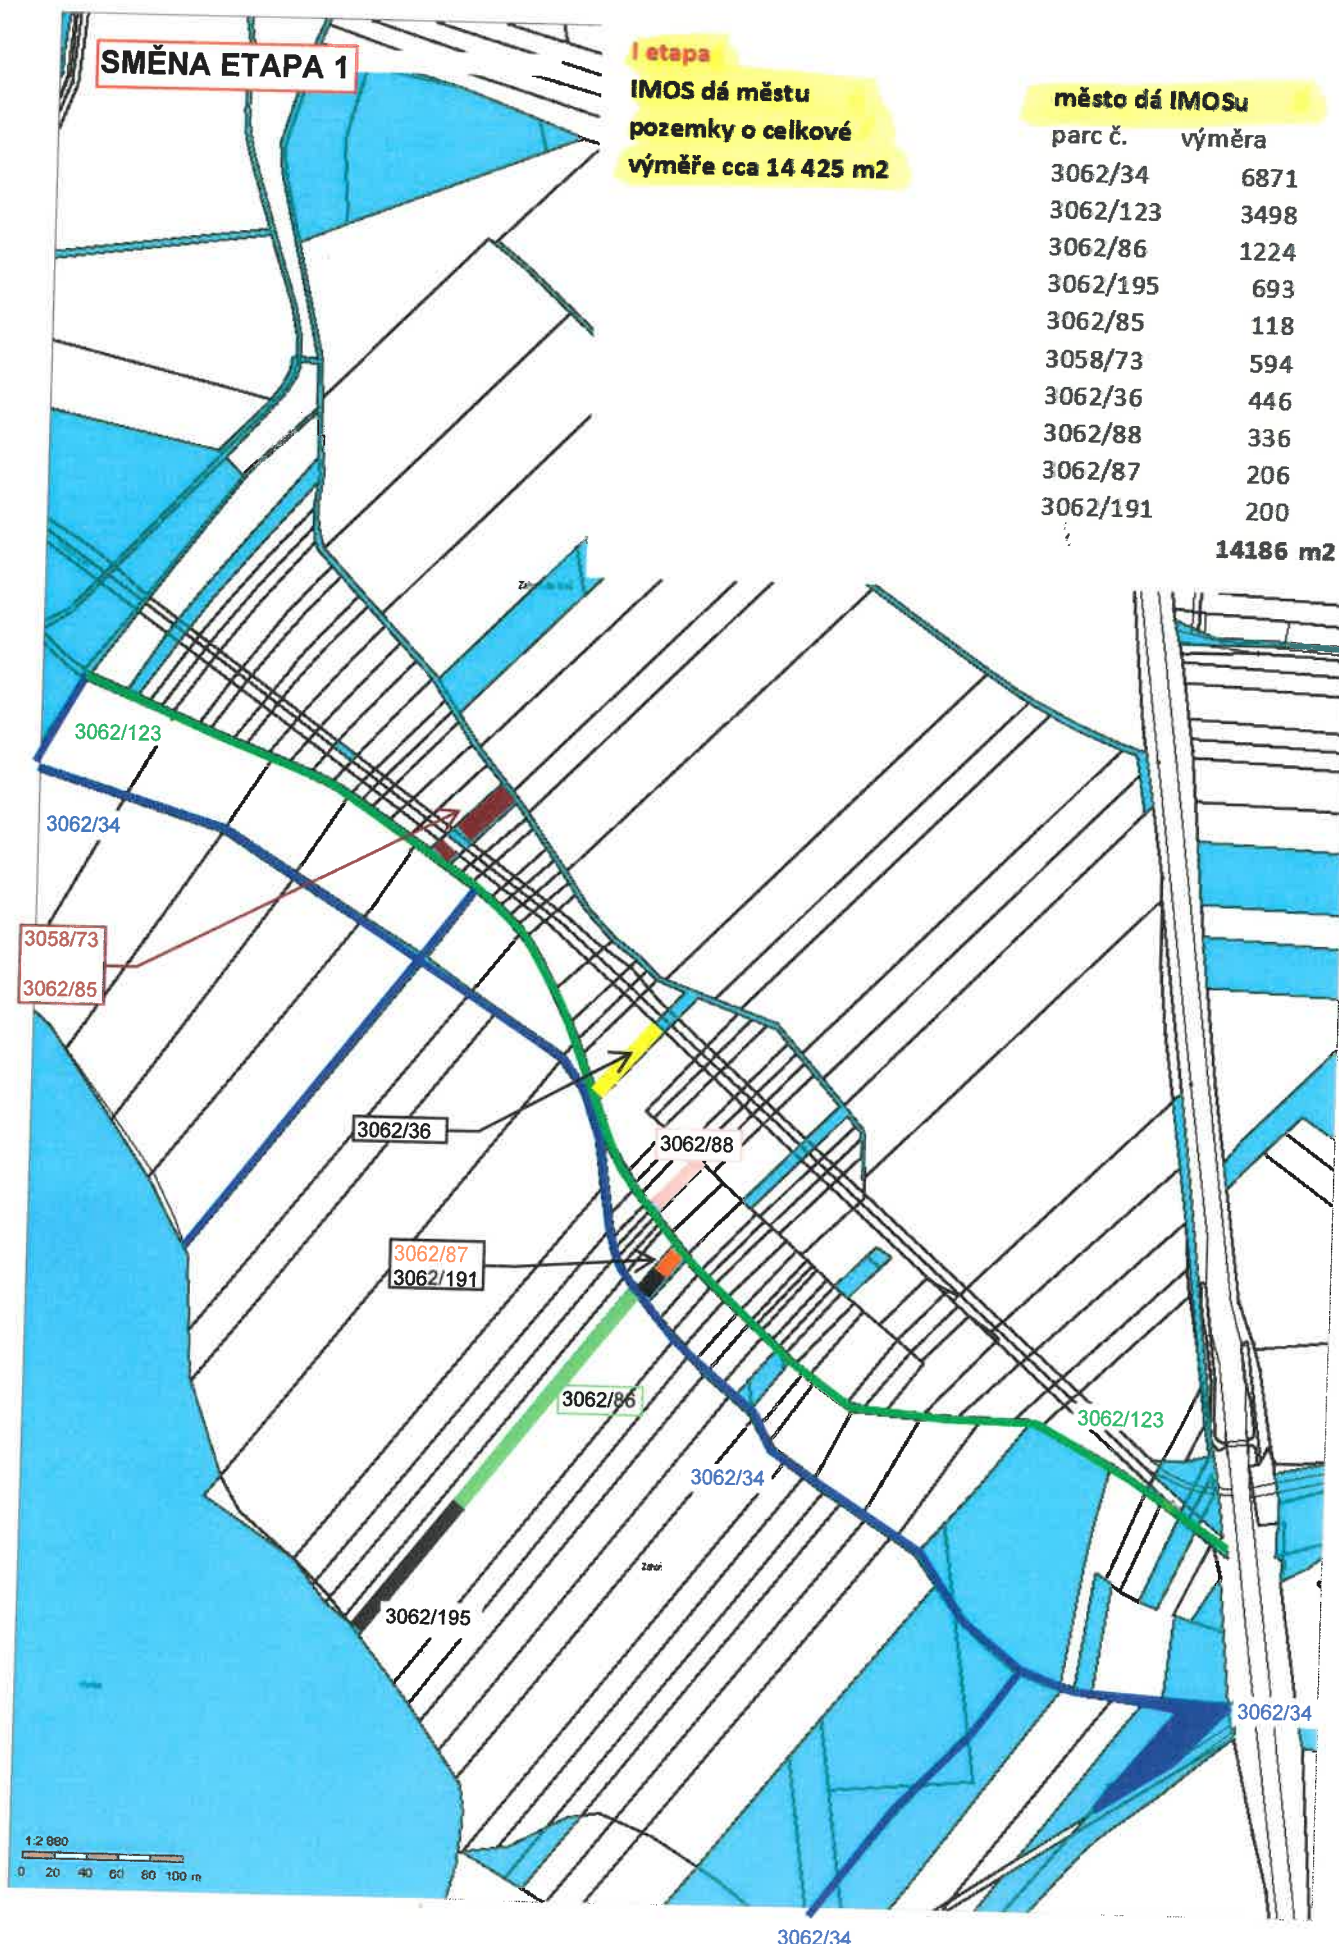 SMĚNA ETAPA 1
I etapa
IMOS dá městu
pozemky o celkové
výměře cca 14 425 m2
město dá IMOSu
parc č. výměra
3062/34 6871
3062/123 3498
3062/86 1224
3062/195 693
3062/85 118
3058/73 594
3062/36 446
3062/88 336
3062/87 206
3062/191 200
14186 m2
3062/123
3062/34
3058/73
3062/85
3062/36
3062/88
3062/87
3062/191
3062/86
3062/123
3062/34
3062/195
3062/34
1:2 880
0 20 40 60 80 100 m
3062/34